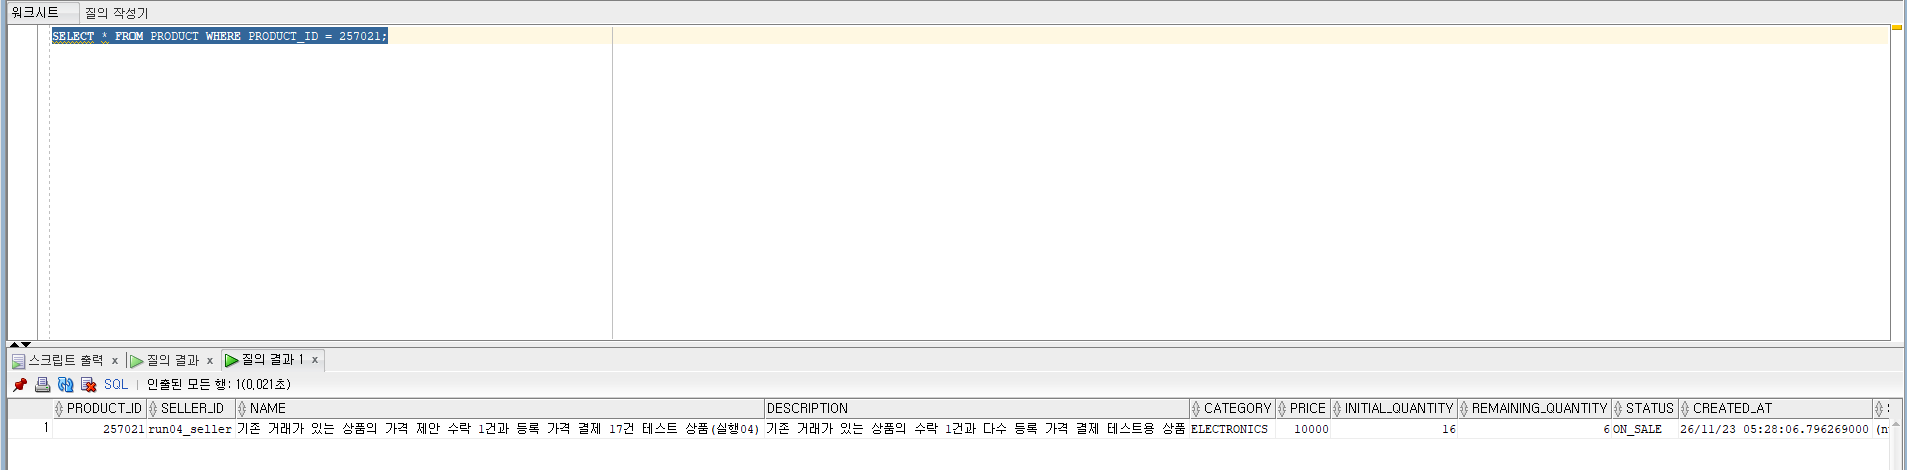 워크시트 질의 작성기
SELECT * FROM PRODUCT WHERE PRODUCT_ID = 257021;
스크립트 출력 x 질의 결과 x 질의 결과 1 x
SQL | 인출된 모든 행: 1(0,021초)
PRODUCT_ID SELLER_ID NAME DESCRIPTION CATEGORY PRICE INITIAL_QUANTITY REMAINING_QUANTITY STATUS CREATED_AT
1 257021 run04_seller 기존 거래가 있는 상품의 가격 제안 수락 1건과 등록 가격 결제 17건 테스트 상품(실행04) 기존 거래가 있는 상품의 수락 1건과 다수 등록 가격 결제 테스트용 상품 ELECTRONICS 10000 16 6 ON_SALE 26/11/23 05:28:06.796269000